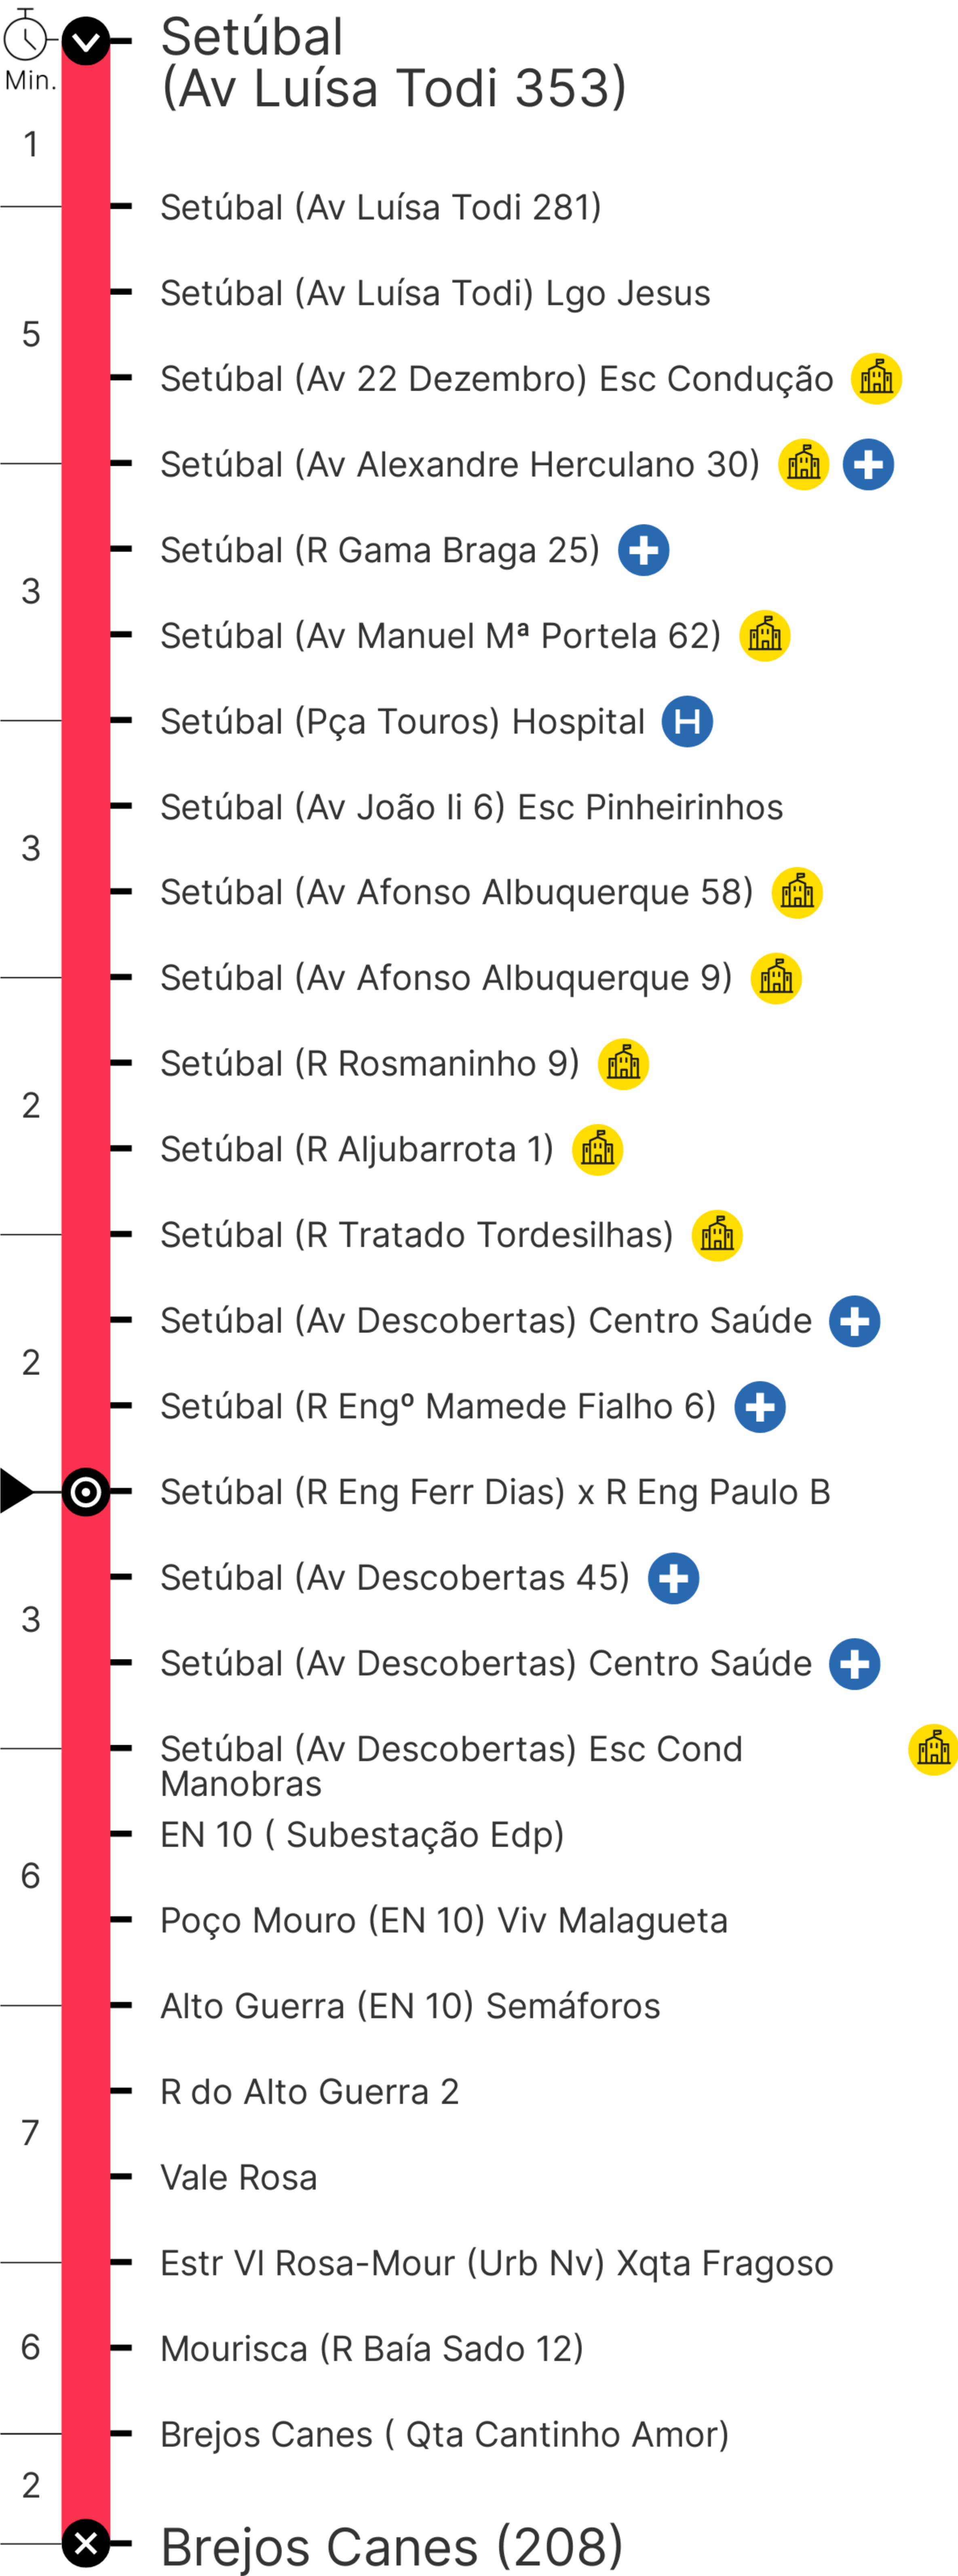 Setúbal
(Av Luísa Todi 353)
Min.
1
Setúbal (Av Luísa Todi 281)
Setúbal (Av Luísa Todi) Lgo Jesus
5
Setúbal (Av 22 Dezembro) Esc Condução
Setúbal (Av Alexandre Herculano 30)
Setúbal (R Gama Braga 25)
3
Setúbal (Av Manuel Mª Portela 62)
Setúbal (Pça Touros) Hospital H
Setúbal (Av João Ii 6) Esc Pinheirinhos
3
Setúbal (Av Afonso Albuquerque 58)
Setúbal (Av Afonso Albuquerque 9)
Setúbal (R Rosmaninho 9)
2
Setúbal (R Aljubarrota 1)
Setúbal (R Tratado Tordesilhas)
Setúbal (Av Descobertas) Centro Saúde
2
Setúbal (R Engº Mamede Fialho 6)
Setúbal (R Eng Ferr Dias) x R Eng Paulo B
Setúbal (Av Descobertas 45)
3
Setúbal (Av Descobertas) Centro Saúde
Setúbal (Av Descobertas) Esc Cond
Manobras
EN 10 ( Subestação Edp)
6
Poço Mouro (EN 10) Viv Malagueta
Alto Guerra (EN 10) Semáforos
R do Alto Guerra 2
7
Vale Rosa
Estr Vl Rosa-Mour (Urb Nv) Xqta Fragoso
6
Mourisca (R Baía Sado 12)
Brejos Canes ( Qta Cantinho Amor)
2
Brejos Canes (208)